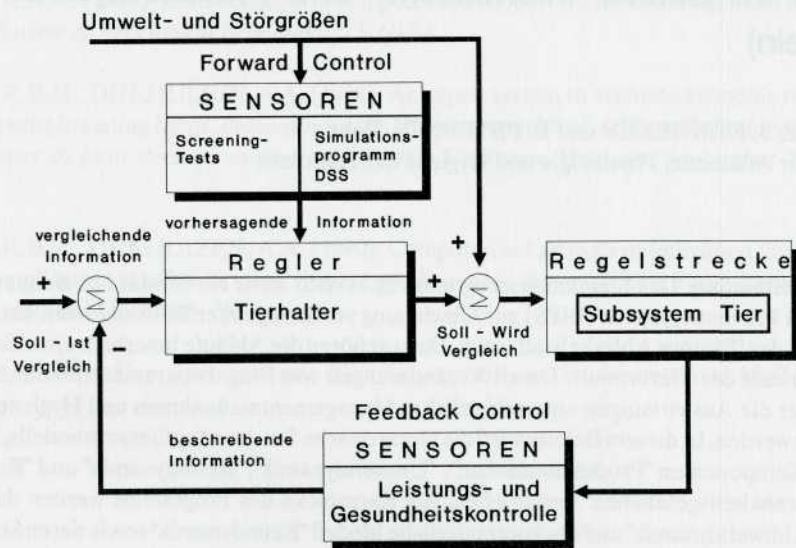 Umwelt- und Störgrößen
Forward Control
SENSOREN
Screening-
Tests
Simulations-
programm
DSS
vorhersagende Information
vergleichende
Information
Regler
Tierhalter
Regelstrecke
Subsystem Tier
+
+
Σ
Σ
Soll - Ist
Vergleich
−
Soll - Wird
Vergleich
Feedback Control
beschreibende
Information
SENSOREN
Leistungs- und
Gesundheitskontrolle